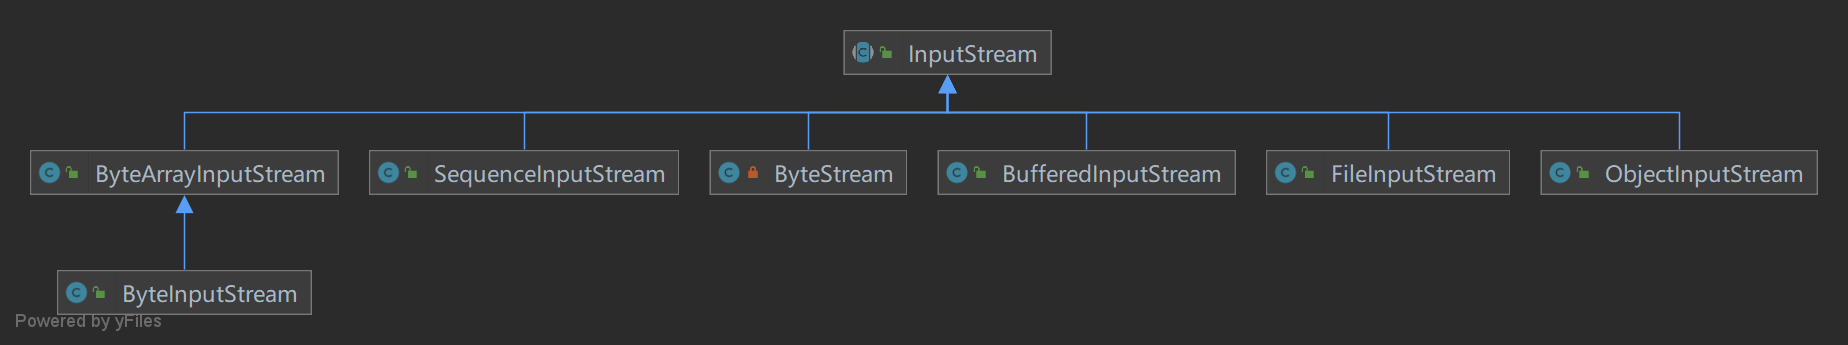 InputStream
ByteArrayInputStream
SequenceInputStream
ByteStream
BufferedInputStream
FileInputStream
ObjectInputStream
ByteInputStream
Powered by yFiles